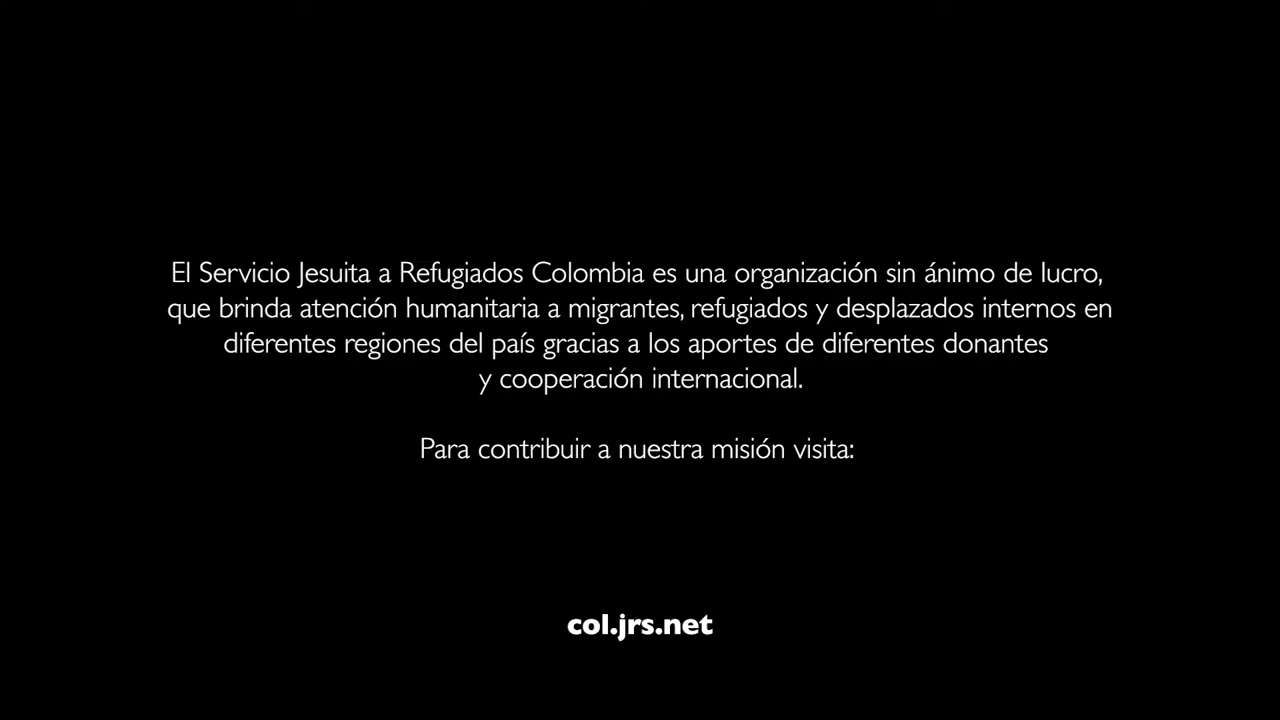 El Servicio Jesuita a Refugiados Colombia es una organización sin ánimo de lucro,
que brinda atención humanitaria a migrantes, refugiados y desplazados internos en
diferentes regiones del país gracias a los aportes de diferentes donantes
y cooperación internacional.
Para contribuir a nuestra misión visita:
col.jrs.net